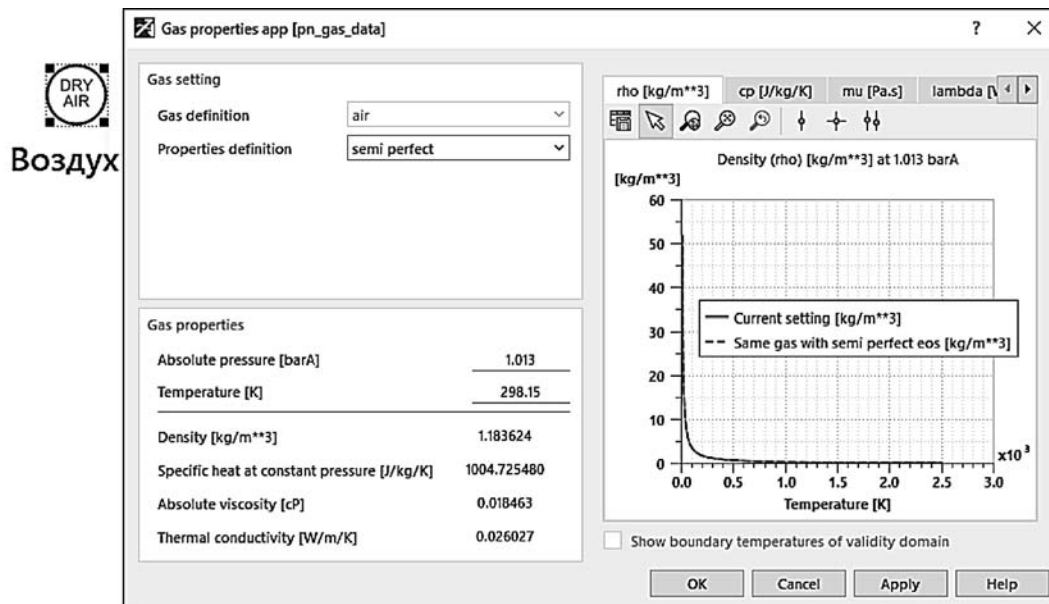 Gas properties app [pn_gas_data]
?
DRY
AIR
Воздух
Gas setting
Gas definition air
Properties definition semi perfect
Gas properties
Absolute pressure [barA] 1.013
Temperature [K] 298.15
Density [kg/m**3] 1.183624
Specific heat at constant pressure [J/kg/K] 1004.725480
Absolute viscosity [cP] 0.018463
Thermal conductivity [W/m/K] 0.026027
rho [kg/m**3] cp [J/kg/K] mu [Pa.s] lambda [
Density (rho) [kg/m**3] at 1.013 barA
[kg/m**3]
60
50
40
30
20
10
0
Current setting [kg/m**3]
Same gas with semi perfect eos [kg/m**3]
x10³
0.0 0.5 1.0 1.5 2.0 2.5 3.0
Temperature [K]
Show boundary temperatures of validity domain
OK Cancel Apply Help